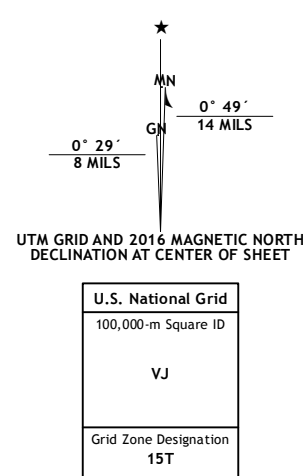 ★
MN
GN
0° 49´
14 MILS
0° 29´
8 MILS
UTM GRID AND 2016 MAGNETIC NORTH
DECLINATION AT CENTER OF SHEET
U.S. National Grid
100,000-m Square ID
VJ
Grid Zone Designation
15T